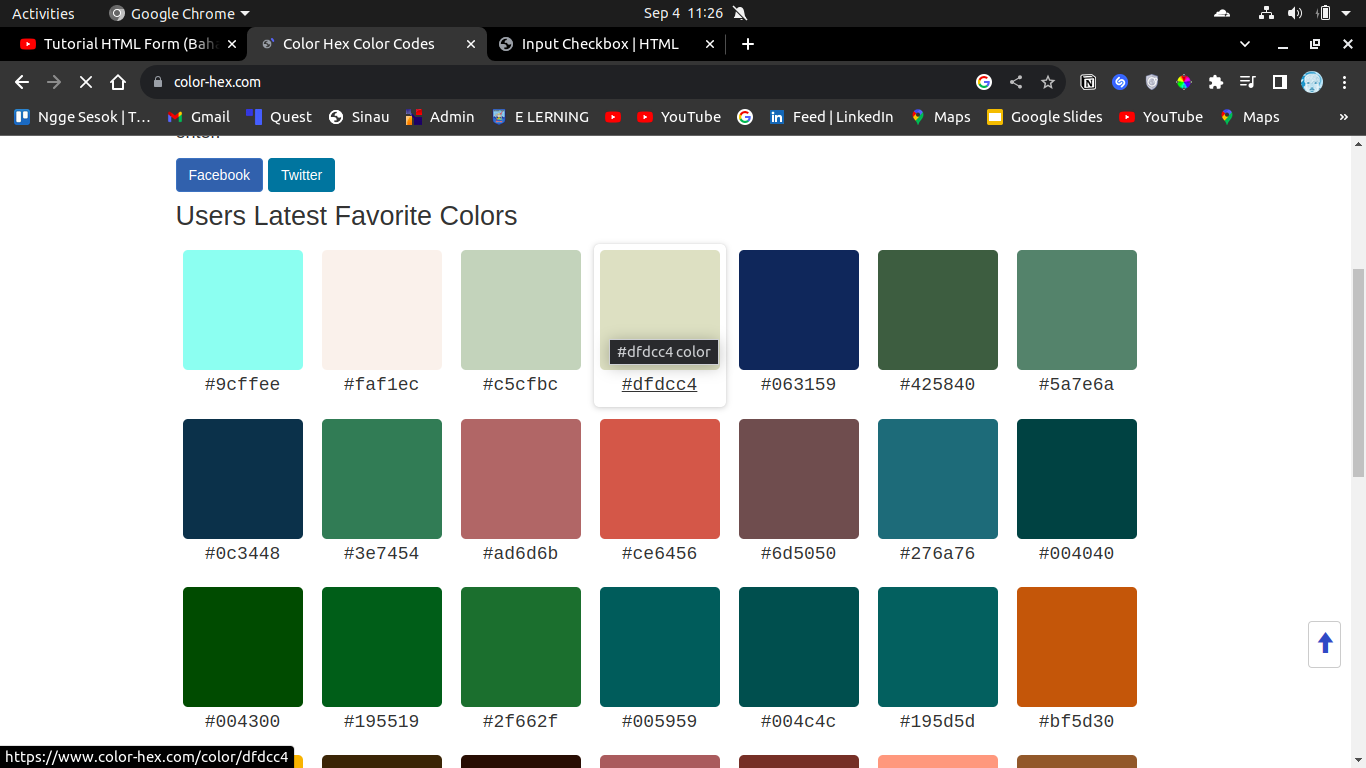 Activities Google Chrome Sep 4 11:26
Tutorial HTML Form (Bah Color Hex Color Codes Input Checkbox | HTML
color-hex.com
Ngge Sesok | T… Gmail Quest Sinau Admin E LERNING YouTube Feed | LinkedIn Maps Google Slides YouTube Maps »
Facebook Twitter
Users Latest Favorite Colors
#dfdcc4 color
#9cffee #faf1ec #c5cfbc #dfdcc4 #063159 #425840 #5a7e6a
#0c3448 #3e7454 #ad6d6b #ce6456 #6d5050 #276a76 #004040
#004300 #195519 #2f662f #005959 #004c4c #195d5d #bf5d30
https://www.color-hex.com/color/dfdcc4